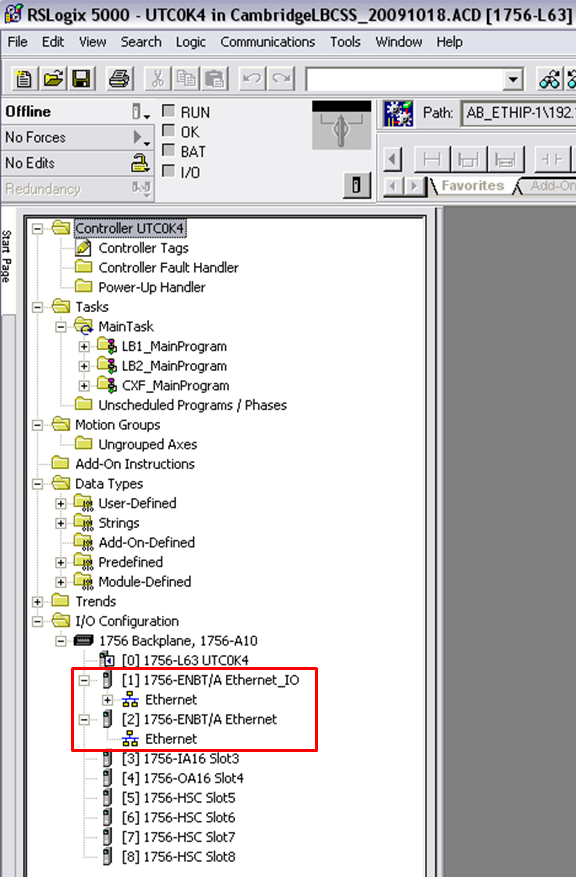 RSLogix 5000 - UTC0K4 in CambridgeLBCSS_20091018.ACD [1756-L63]
File Edit View Search Logic Communications Tools Window Help
Offline
RUN
No Forces
OK
No Edits
BAT
Redundancy
I/O
Path: AB_ETHIP-1\192.
Favorites Add-On
Start Page
Controller UTC0K4
Controller Tags
Controller Fault Handler
Power-Up Handler
Tasks
MainTask
LB1_MainProgram
LB2_MainProgram
CXF_MainProgram
Unscheduled Programs / Phases
Motion Groups
Ungrouped Axes
Add-On Instructions
Data Types
User-Defined
Strings
Add-On-Defined
Predefined
Module-Defined
Trends
I/O Configuration
1756 Backplane, 1756-A10
[0] 1756-L63 UTC0K4
[1] 1756-ENBT/A Ethernet_IO
Ethernet
[2] 1756-ENBT/A Ethernet
Ethernet
[3] 1756-IA16 Slot3
[4] 1756-OA16 Slot4
[5] 1756-HSC Slot5
[6] 1756-HSC Slot6
[7] 1756-HSC Slot7
[8] 1756-HSC Slot8